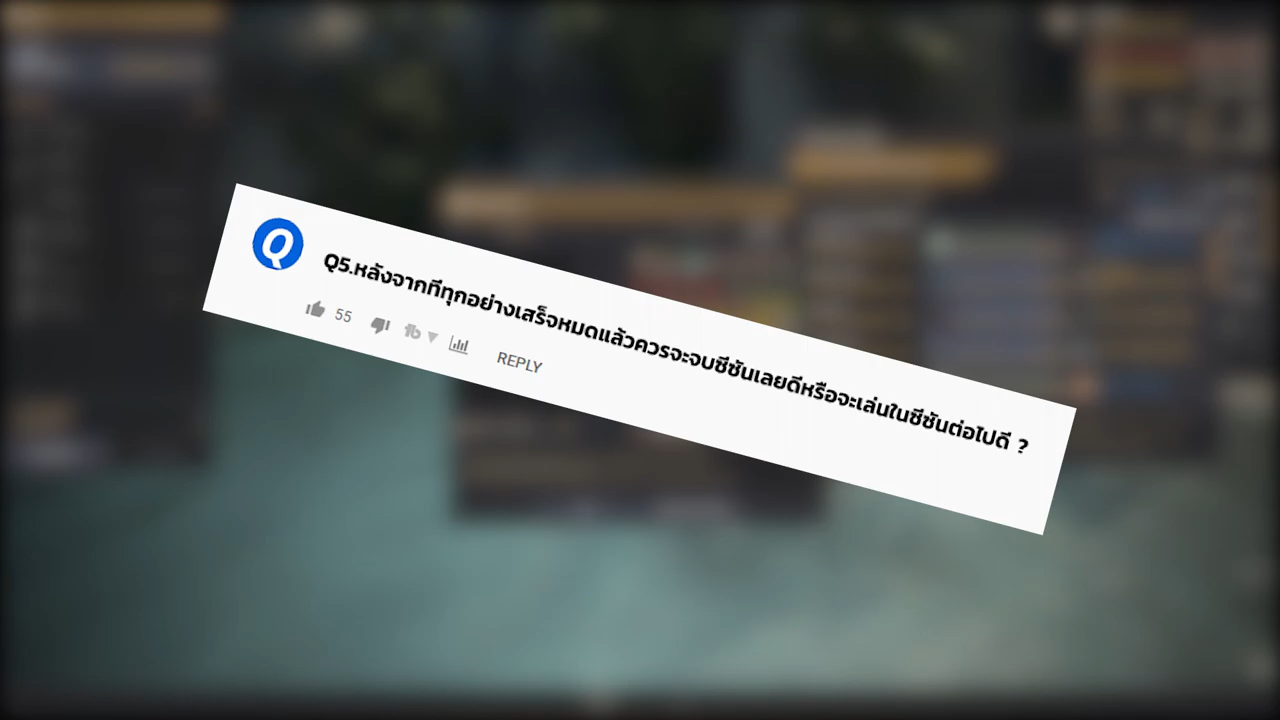 Q
Q5.หลังจากทีทุกอย่างเสร็จหมดแล้วควรจะจบซีซันเลยดีหรือจะเล่นในซีซันต่อไปดี ?
55 tb REPLY